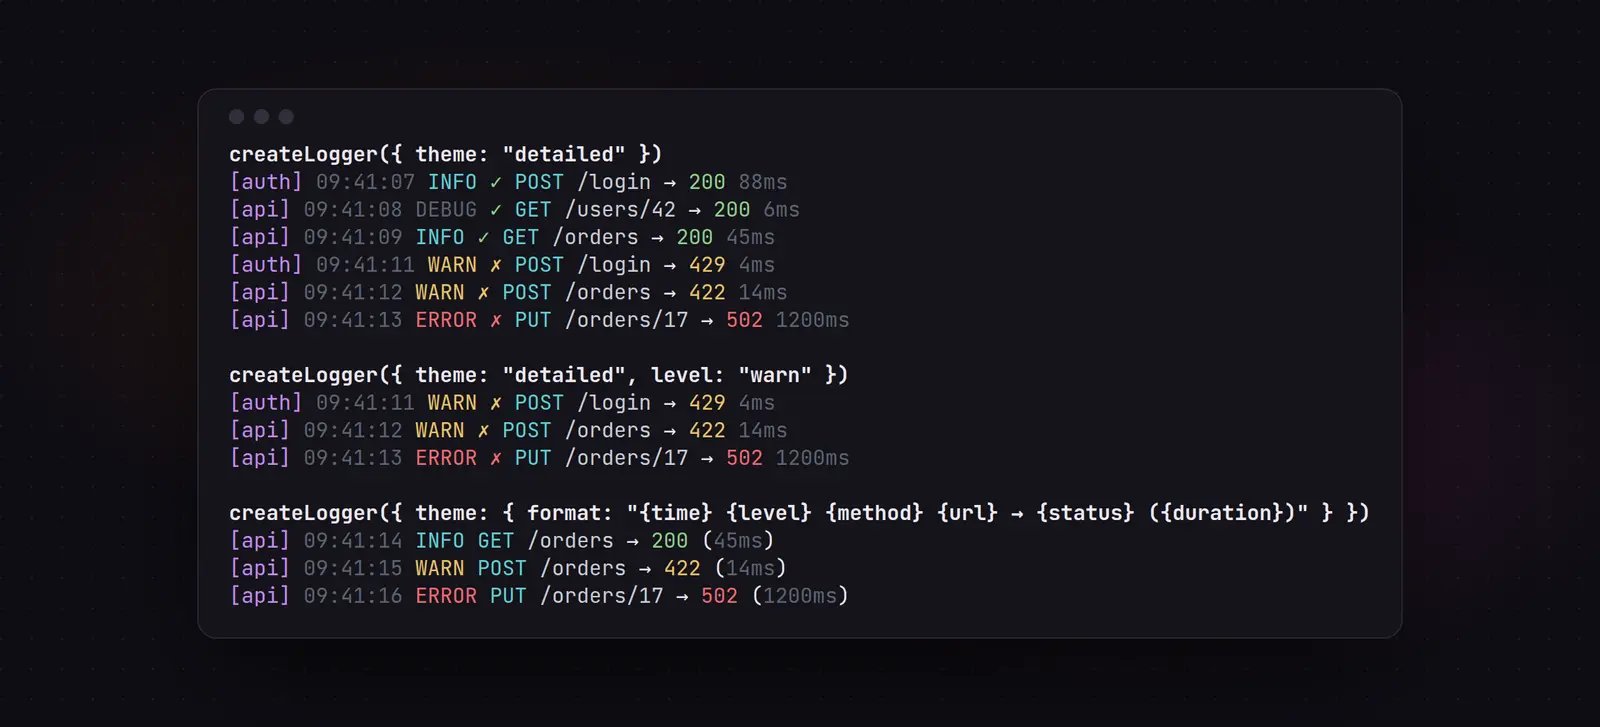 createLogger({ theme: "detailed" })
[auth] 09:41:07 INFO ✓ POST /login → 200 88ms
[api] 09:41:08 DEBUG ✓ GET /users/42 → 200 6ms
[api] 09:41:09 INFO ✓ GET /orders → 200 45ms
[auth] 09:41:11 WARN ✗ POST /login → 429 4ms
[api] 09:41:12 WARN ✗ POST /orders → 422 14ms
[api] 09:41:13 ERROR ✗ PUT /orders/17 → 502 1200ms
createLogger({ theme: "detailed", level: "warn" })
[auth] 09:41:11 WARN ✗ POST /login → 429 4ms
[api] 09:41:12 WARN ✗ POST /orders → 422 14ms
[api] 09:41:13 ERROR ✗ PUT /orders/17 → 502 1200ms
createLogger({ theme: { format: "{time} {level} {method} {url} → {status} ({duration})" } })
[api] 09:41:14 INFO GET /orders → 200 (45ms)
[api] 09:41:15 WARN POST /orders → 422 (14ms)
[api] 09:41:16 ERROR PUT /orders/17 → 502 (1200ms)